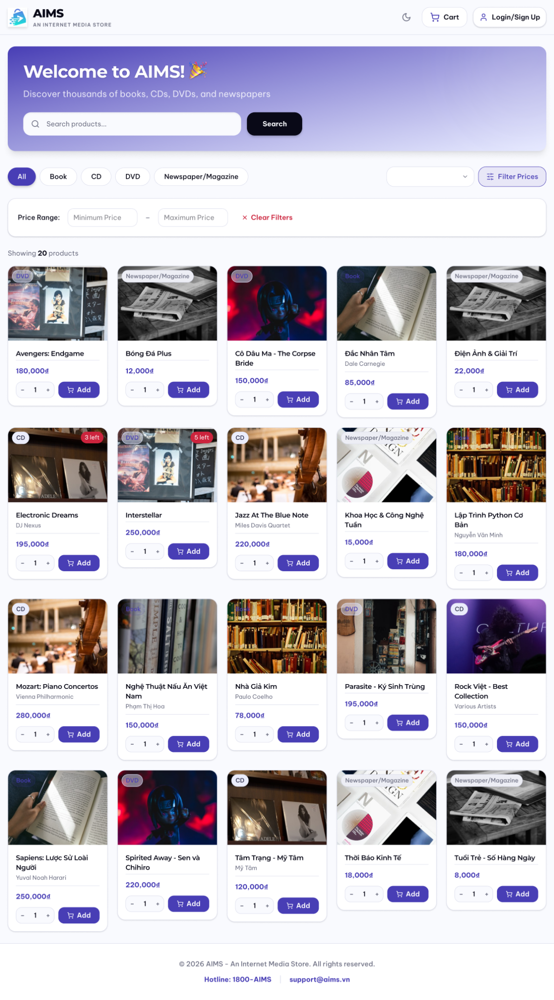 AIMS
AN INTERNET MEDIA STORE
Cart
Login/Sign Up
Welcome to AIMS! 🎉
Discover thousands of books, CDs, DVDs, and newspapers
Search products...
Search
All
Book
CD
DVD
Newspaper/Magazine
Filter Prices
Price Range:
Minimum Price
–
Maximum Price
× Clear Filters
Showing 20 products
DVD
Avengers: Endgame
180,000₫
- 1 +
Add
Newspaper/Magazine
Bóng Đá Plus
12,000₫
- 1 +
Add
DVD
Cô Dâu Ma - The Corpse
Bride
150,000₫
- 1 +
Add
Book
Đắc Nhân Tâm
Dale Carnegie
85,000₫
- 1 +
Add
Newspaper/Magazine
Điện Ảnh & Giải Trí
22,000₫
- 1 +
Add
CD
3 left
ADELE
Electronic Dreams
DJ Nexus
195,000₫
- 1 +
Add
DVD
5 left
Interstellar
250,000₫
- 1 +
Add
CD
Jazz At The Blue Note
Miles Davis Quartet
220,000₫
- 1 +
Add
Newspaper/Magazine
Khoa Học & Công Nghệ
Tuần
15,000₫
- 1 +
Add
Book
Lập Trình Python Cơ
Bản
Nguyễn Văn Minh
180,000₫
- 1 +
Add
CD
Mozart: Piano Concertos
Vienna Philharmonic
280,000₫
- 1 +
Add
Book
Nghệ Thuật Nấu Ăn Việt
Nam
Phạm Thị Hoa
150,000₫
- 1 +
Add
Book
Nhà Giả Kim
Paulo Coelho
78,000₫
- 1 +
Add
DVD
Parasite - Ký Sinh Trùng
195,000₫
- 1 +
Add
CD
Rock Việt - Best
Collection
Various Artists
150,000₫
- 1 +
Add
Book
Sapiens: Lược Sử Loài
Người
Yuval Noah Harari
250,000₫
- 1 +
Add
DVD
Spirited Away - Sen và
Chihiro
220,000₫
- 1 +
Add
CD
ADELE
Tâm Trạng - Mỹ Tâm
Mỹ Tâm
120,000₫
- 1 +
Add
Newspaper/Magazine
Thời Báo Kinh Tế
18,000₫
- 1 +
Add
Newspaper/Magazine
Tuổi Trẻ - Số Hàng Ngày
8,000₫
- 1 +
Add
© 2026 AIMS - An Internet Media Store. All rights reserved.
Hotline: 1800-AIMS
support@aims.vn